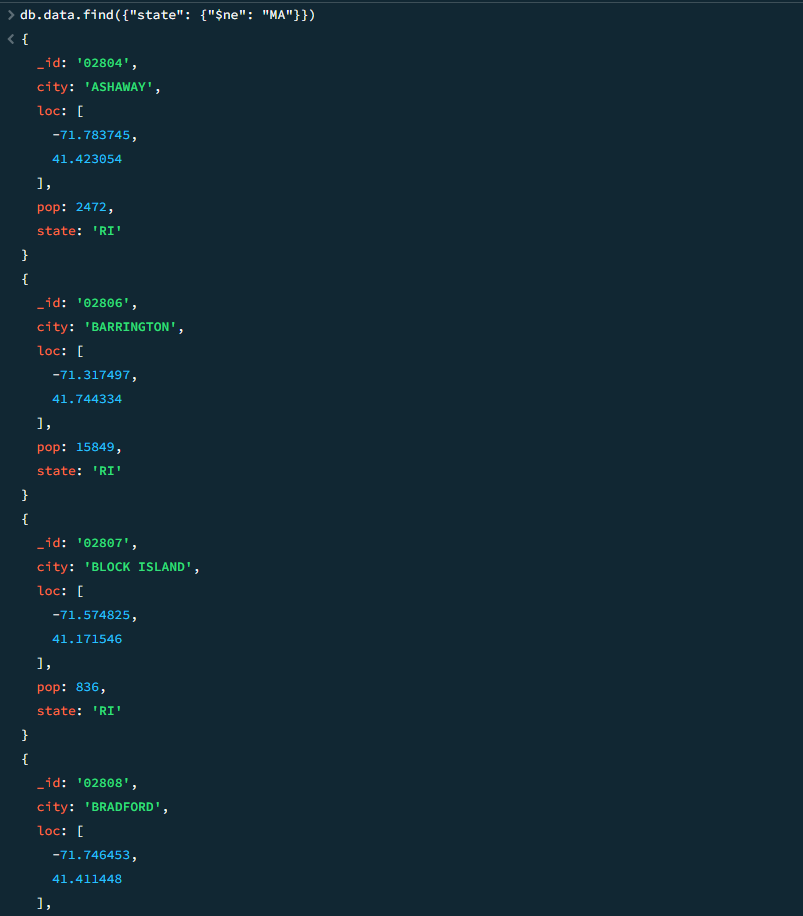 > db.data.find({"state": {"$ne": "MA"}})
< {
_id: '02804',
city: 'ASHAWAY',
loc: [
-71.783745,
41.423054
],
pop: 2472,
state: 'RI'
}
{
_id: '02806',
city: 'BARRINGTON',
loc: [
-71.317497,
41.744334
],
pop: 15849,
state: 'RI'
}
{
_id: '02807',
city: 'BLOCK ISLAND',
loc: [
-71.574825,
41.171546
],
pop: 836,
state: 'RI'
}
{
_id: '02808',
city: 'BRADFORD',
loc: [
-71.746453,
41.411448
],